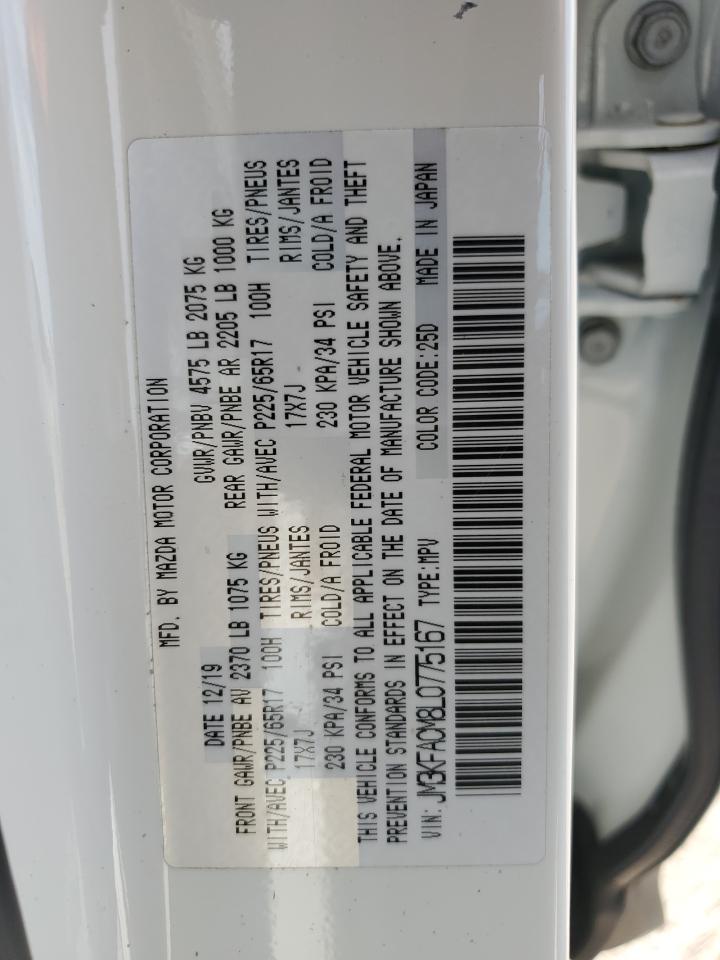 MFD. BY MAZDA MOTOR CORPORATION
DATE 12/19 GVWR/PNBV 4575 LB 2075 KG
FRONT GAWR/PNBE AV 2370 LB 1075 KG REAR GAWR/PNBE AR 2205 LB 1000 KG
WITH/AVEC P225/65R17 100H TIRES/PNEUS WITH/AVEC P225/65R17 100H TIRES/PNEUS
17X7J RIMS/JANTES 17X7J RIMS/JANTES
230 KPA/34 PSI COLD/A FROID 230 KPA/34 PSI COLD/A FROID
THIS VEHICLE CONFORMS TO ALL APPLICABLE FEDERAL MOTOR VEHICLE SAFETY AND THEFT
PREVENTION STANDARDS IN EFFECT ON THE DATE OF MANUFACTURE SHOWN ABOVE.
VIN: JM3KFACM8L0775167 TYPE:MPV COLOR CODE:25D MADE IN JAPAN